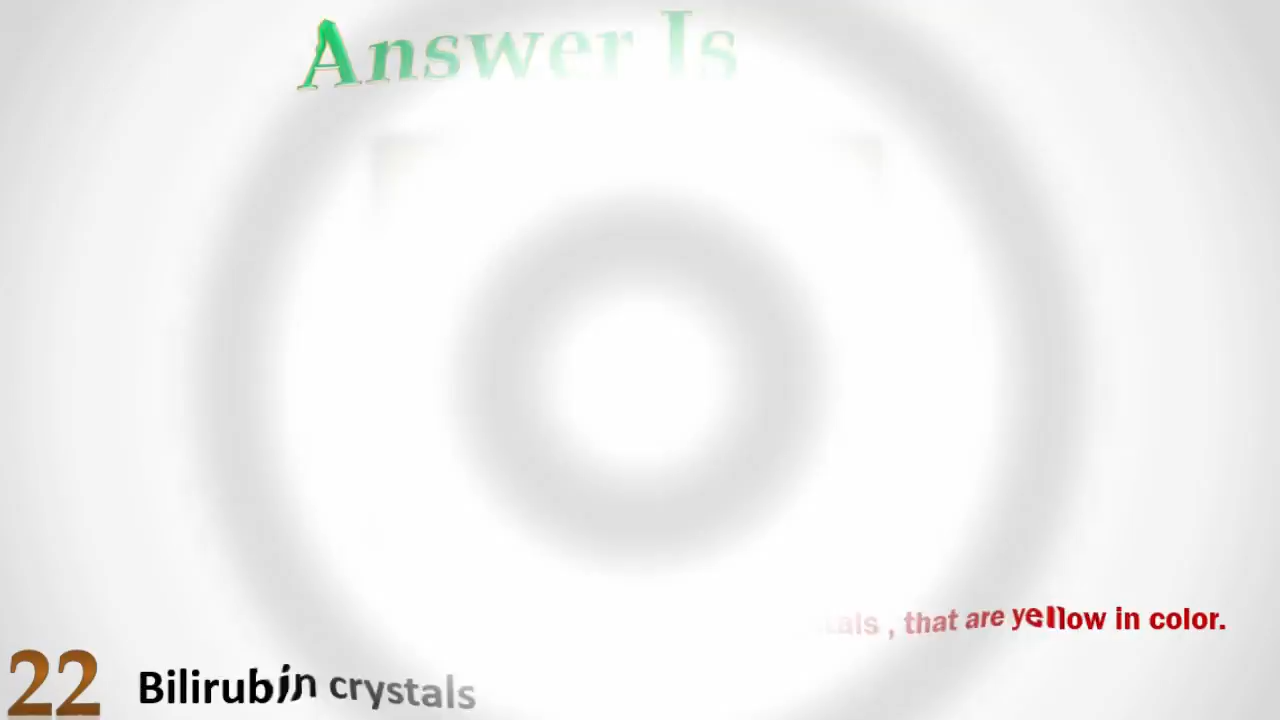 Answer Is
, that are yellow in color.
22
Bilirubin crystals